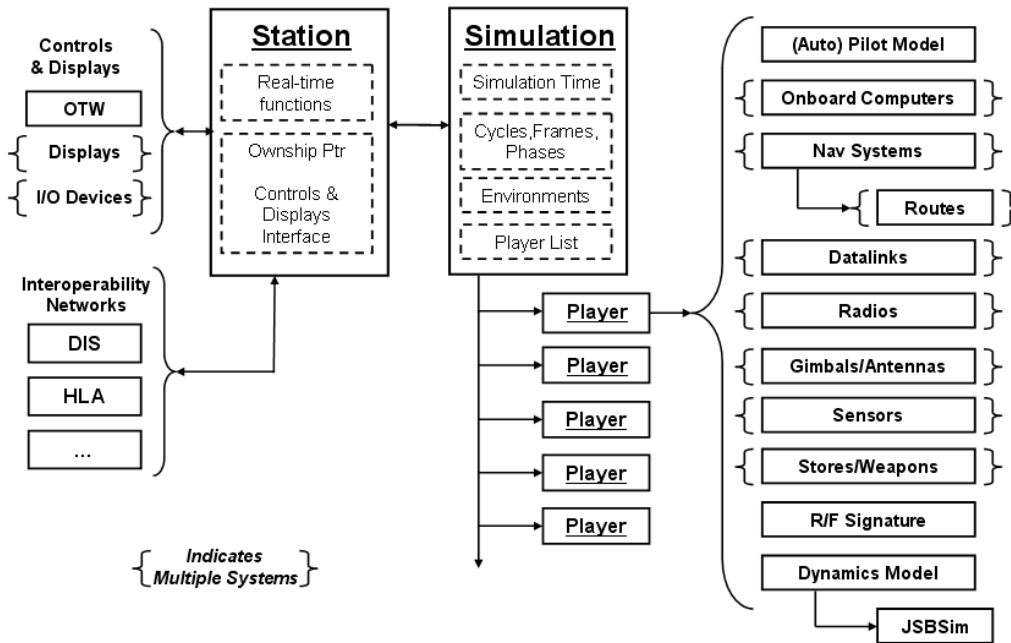 Controls
& Displays
OTW
Displays
I/O Devices
Interoperability
Networks
DIS
HLA
...
Indicates
Multiple Systems
Station
Real-time
functions
Ownship Ptr
Controls &
Displays
Interface
Simulation
Simulation Time
Cycles,Frames,
Phases
Environments
Player List
Player
Player
Player
Player
Player
(Auto) Pilot Model
Onboard Computers
Nav Systems
Routes
Datalinks
Radios
Gimbals/Antennas
Sensors
Stores/Weapons
R/F Signature
Dynamics Model
JSBSim